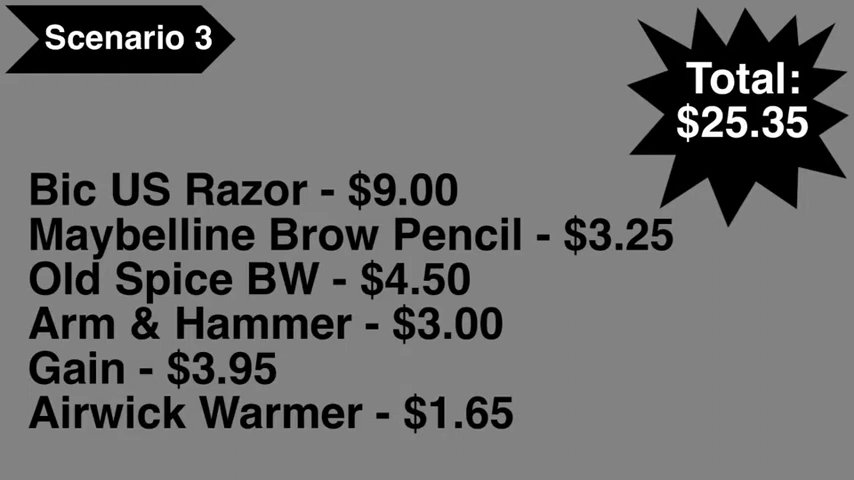 Scenario 3
Total:
$25.35
Bic US Razor - $9.00
Maybelline Brow Pencil - $3.25
Old Spice BW - $4.50
Arm & Hammer - $3.00
Gain - $3.95
Airwick Warmer - $1.65